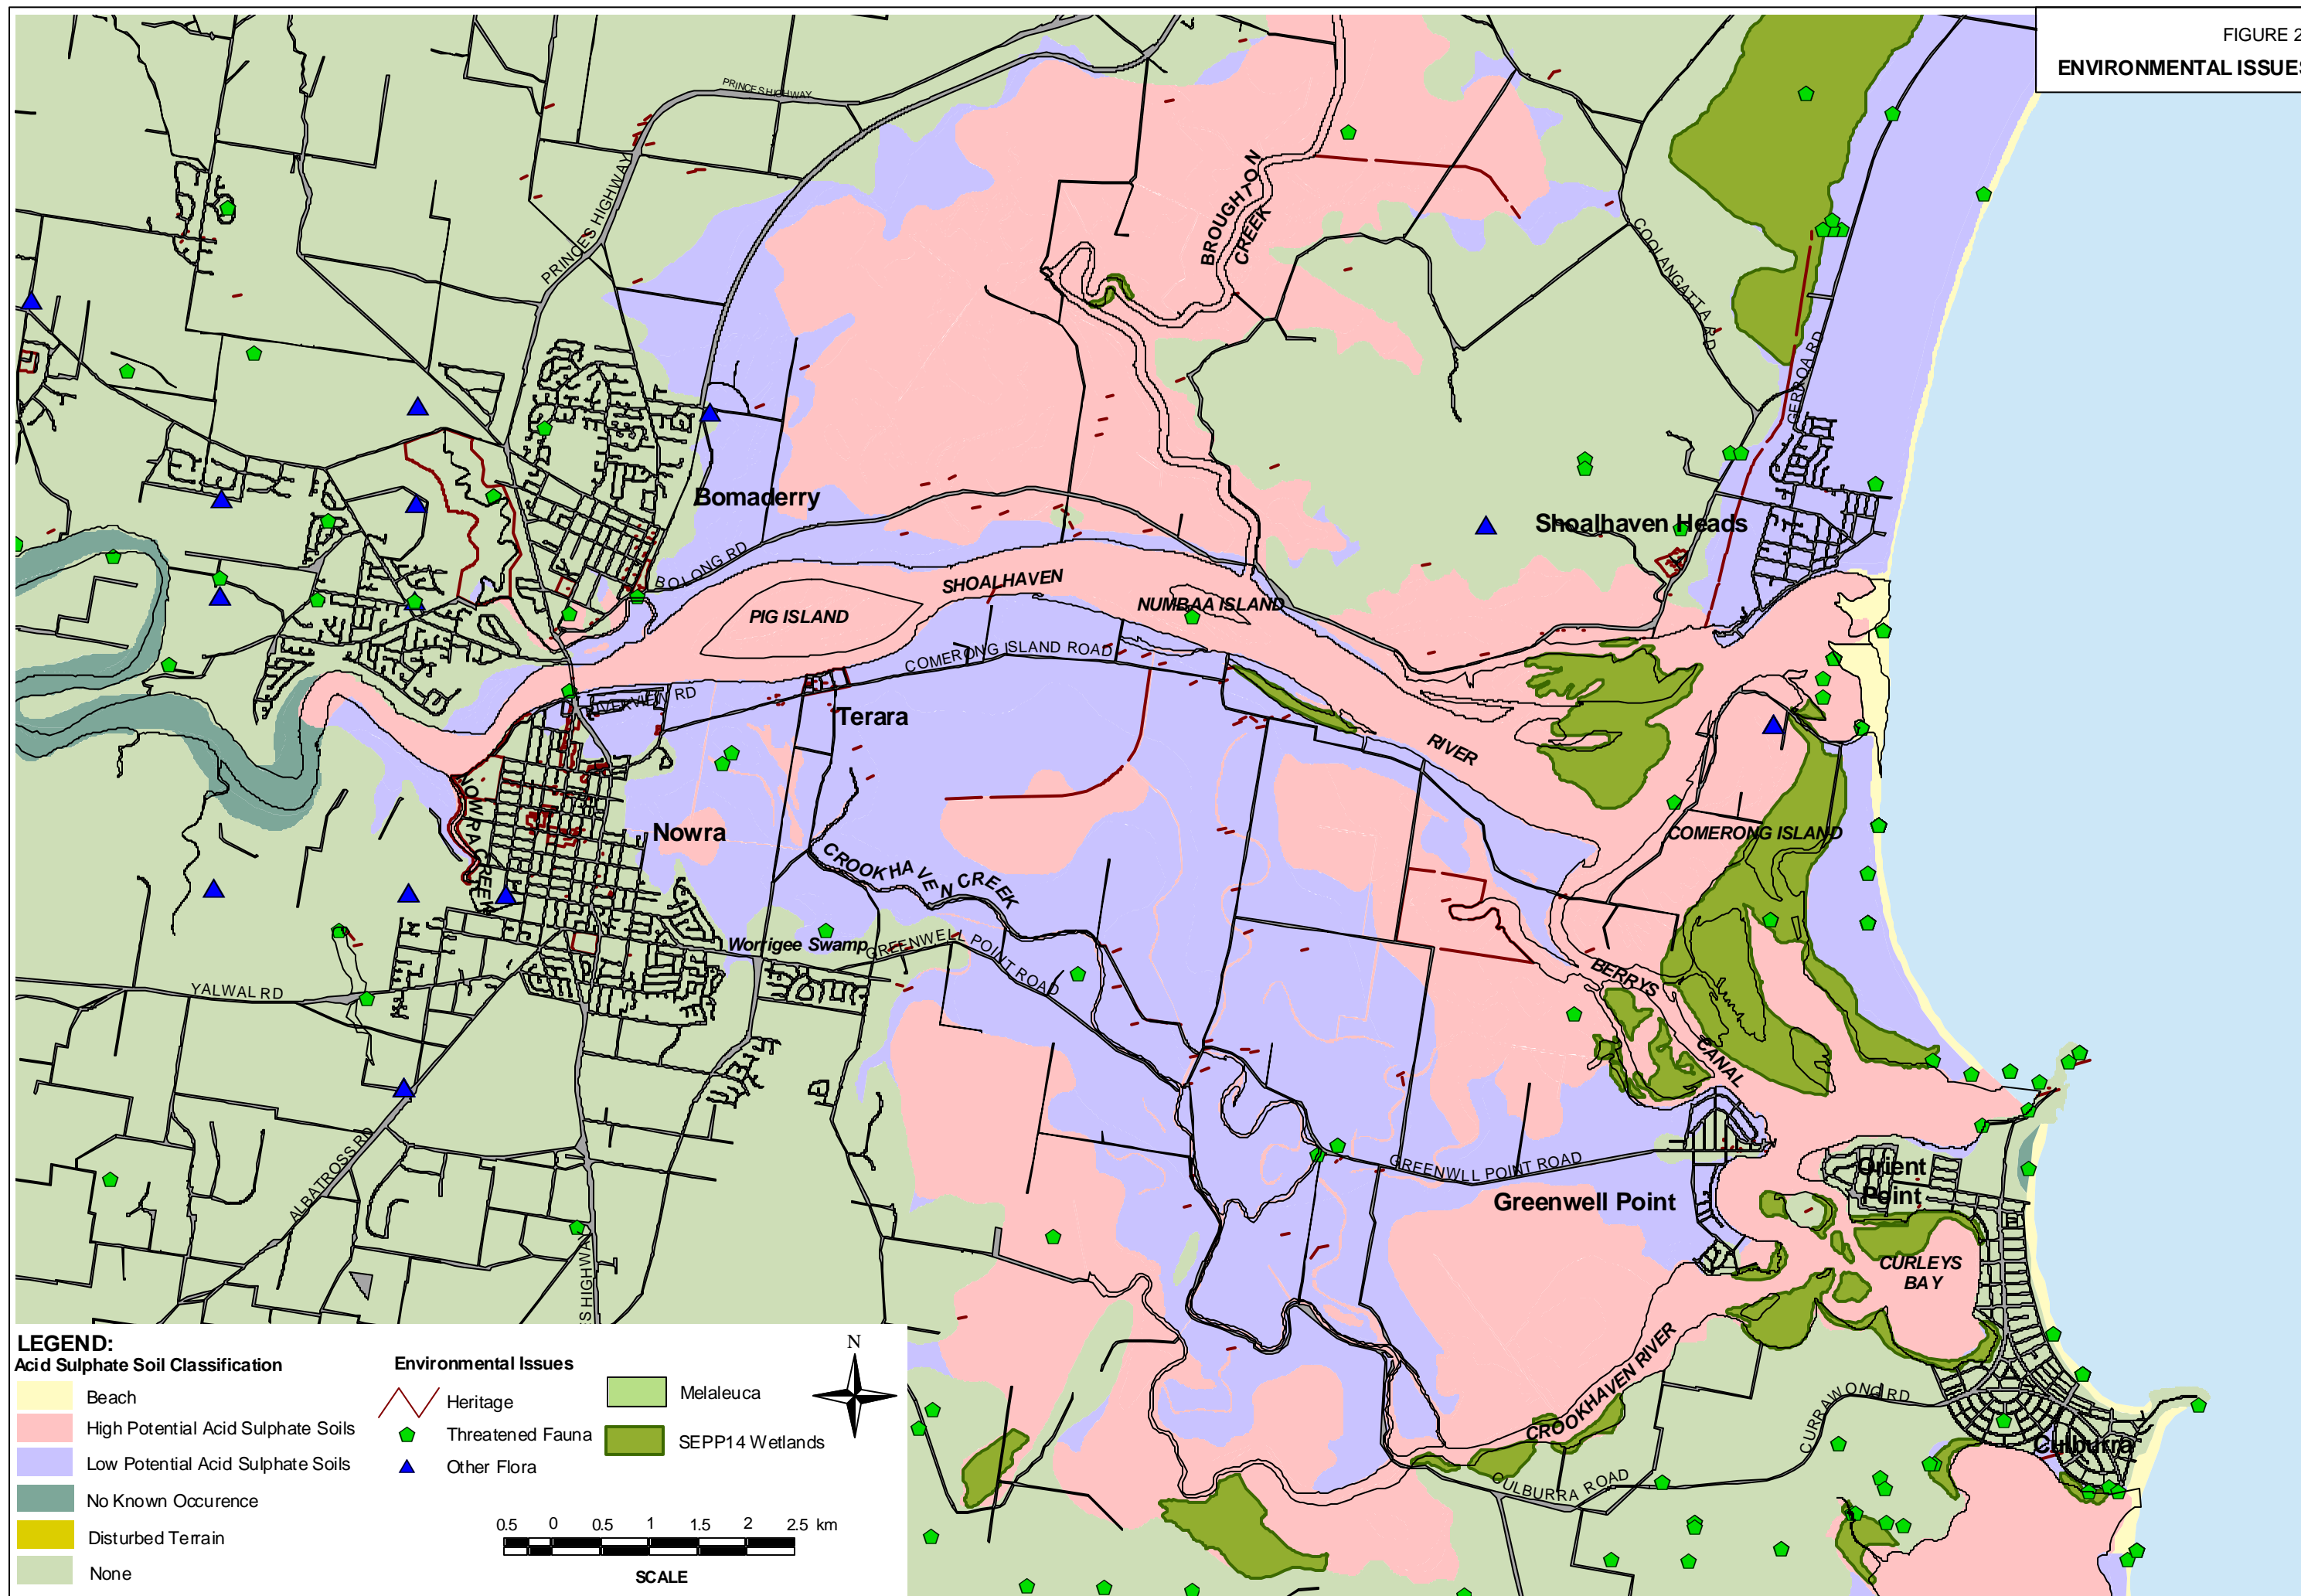 FIGURE 2
ENVIRONMENTAL ISSUES
PRINCES HIGHWAY
PRINCES HIGHWAY
BROUGHTON
CREEK
COOLANGATTA RD
GERROA RD
Bomaderry
Shoalhaven Heads
BOLONG RD
SHOALHAVEN
PIG ISLAND
NUMBAA ISLAND
COMERONG ISLAND ROAD
RIVERVIEW RD
Terara
RIVER
NOWRA CREEK
Nowra
COMERONG ISLAND
CROOKHAVEN CREEK
Worrigee Swamp
GREENWELL POINT ROAD
BERRYS
CANAL
YALWAL RD
ALBATROSS RD
GREENWLL POINT ROAD
Orient
Point
Greenwell Point
S HIGHWAY
CURLEYS
BAY
CROOKHAVEN RIVER
CURRAWONG RD
Culburra
CULBURRA ROAD
LEGEND:
Acid Sulphate Soil Classification
Beach
High Potential Acid Sulphate Soils
Low Potential Acid Sulphate Soils
No Known Occurence
Disturbed Terrain
None
Environmental Issues
Heritage
Threatened Fauna
Other Flora
Melaleuca
SEPP14 Wetlands
N
0.5 0 0.5 1 1.5 2 2.5 km
SCALE